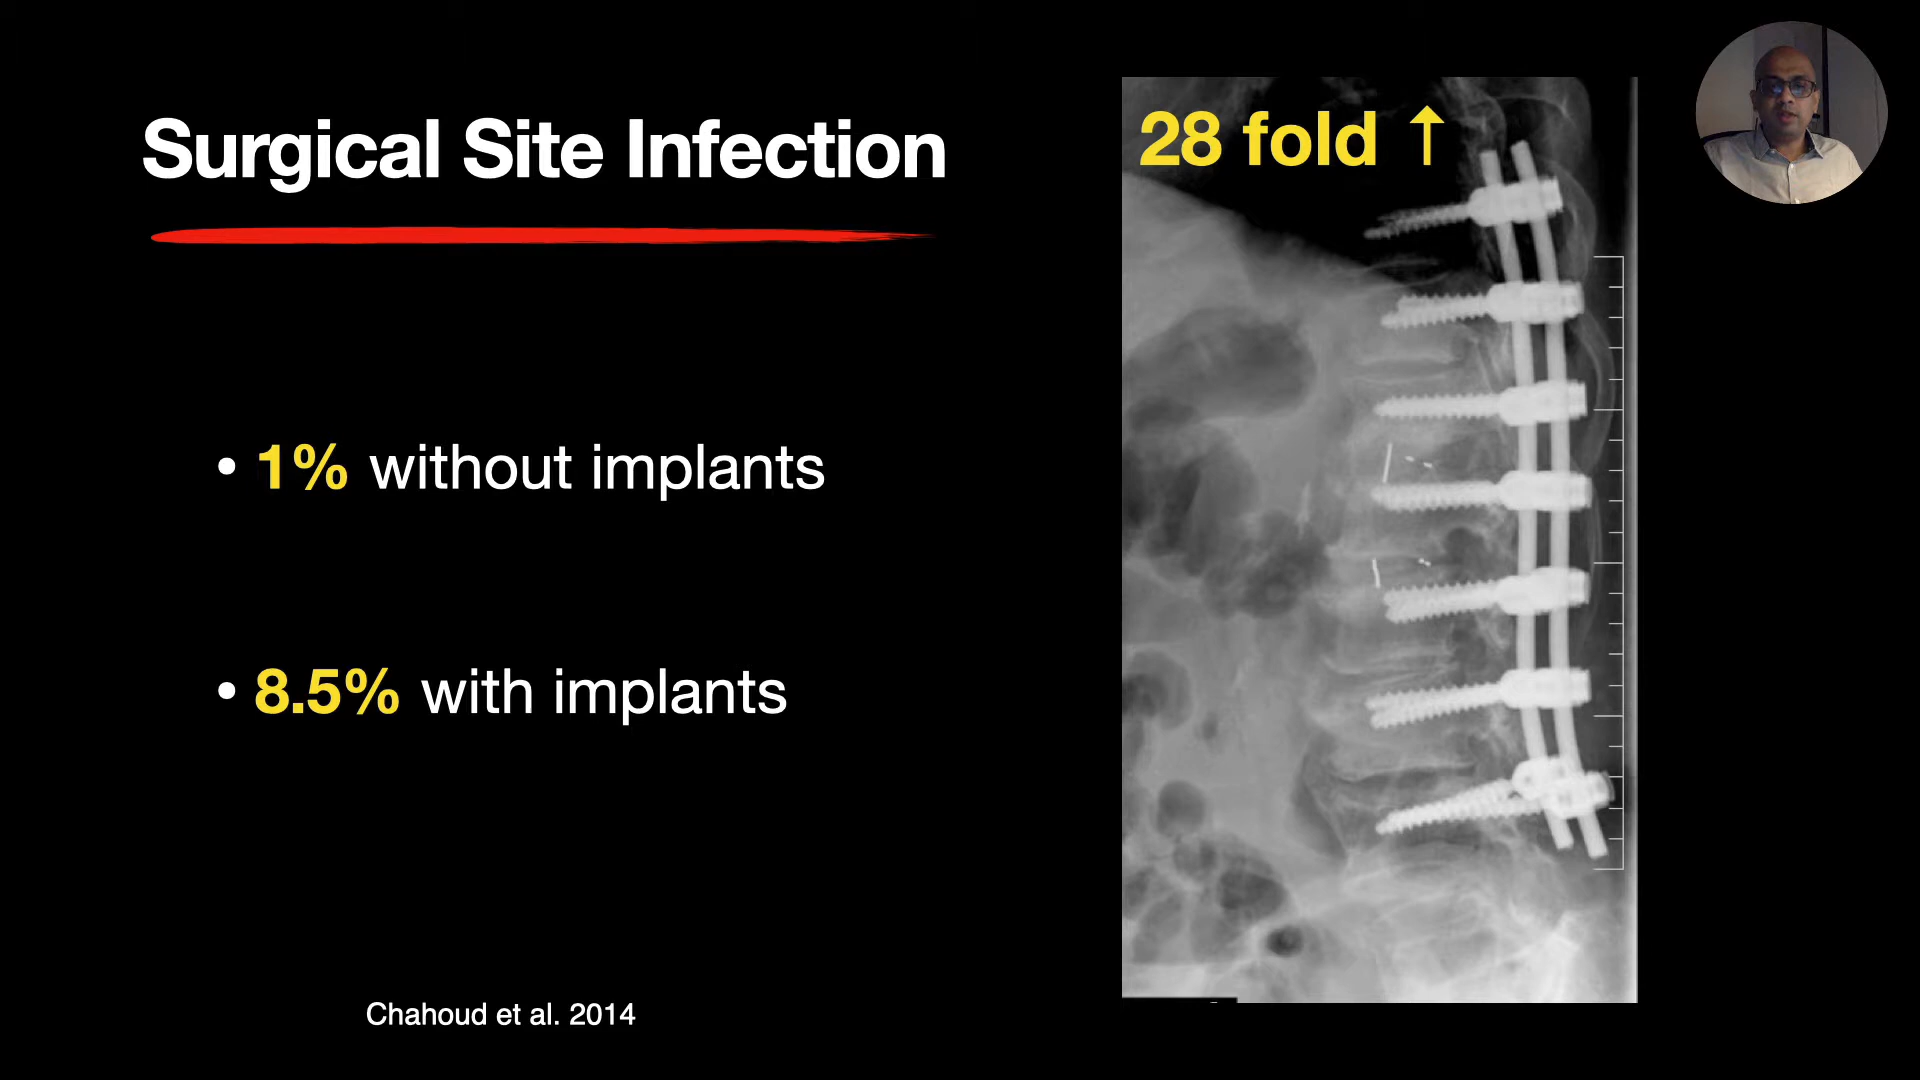 Surgical Site Infection
28 fold ↑
• 1% without implants
• 8.5% with implants
Chahoud et al. 2014